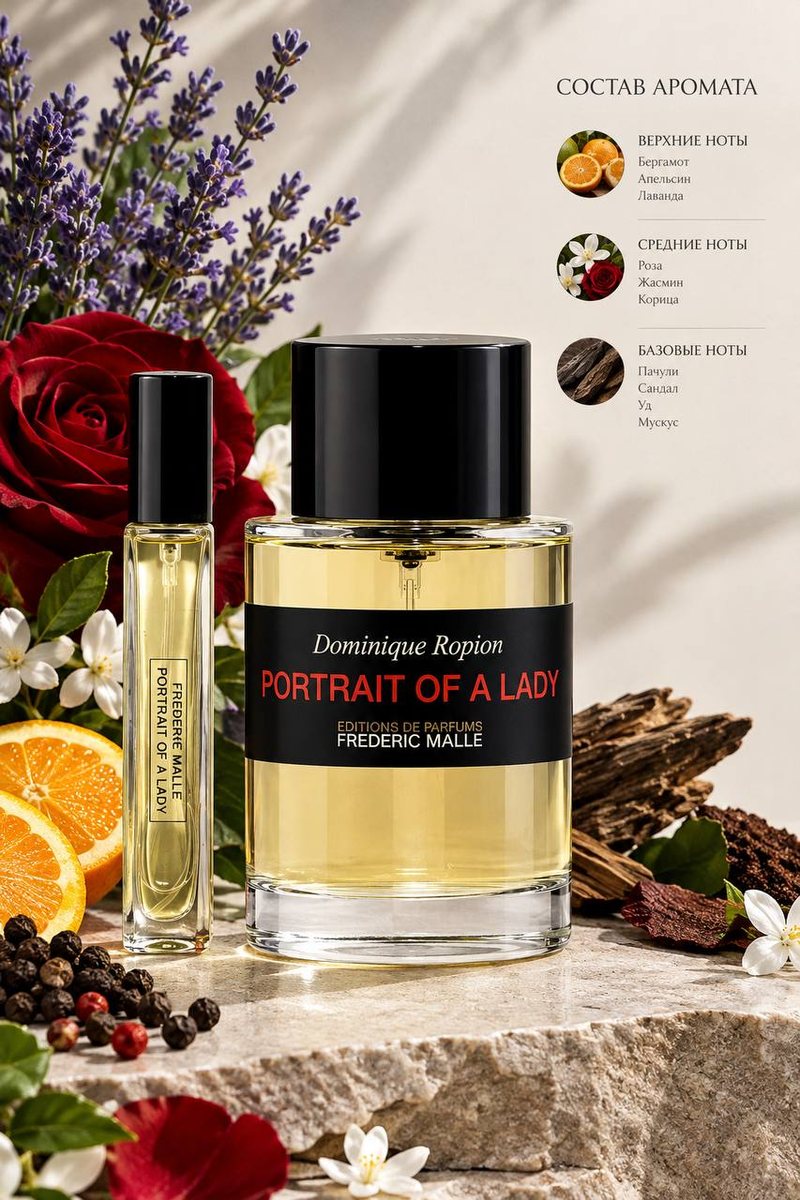 СОСТАВ АРОМАТА
ВЕРХНИЕ НОТЫ
Бергамот
Апельсин
Лаванда
СРЕДНИЕ НОТЫ
Роза
Жасмин
Корица
БАЗОВЫЕ НОТЫ
Пачули
Сандал
Уд
Мускус
Dominique Ropion
PORTRAIT OF A LADY
EDITIONS DE PARFUMS
FREDERIC MALLE
FREDERIC MALLE
PORTRAIT OF A LADY